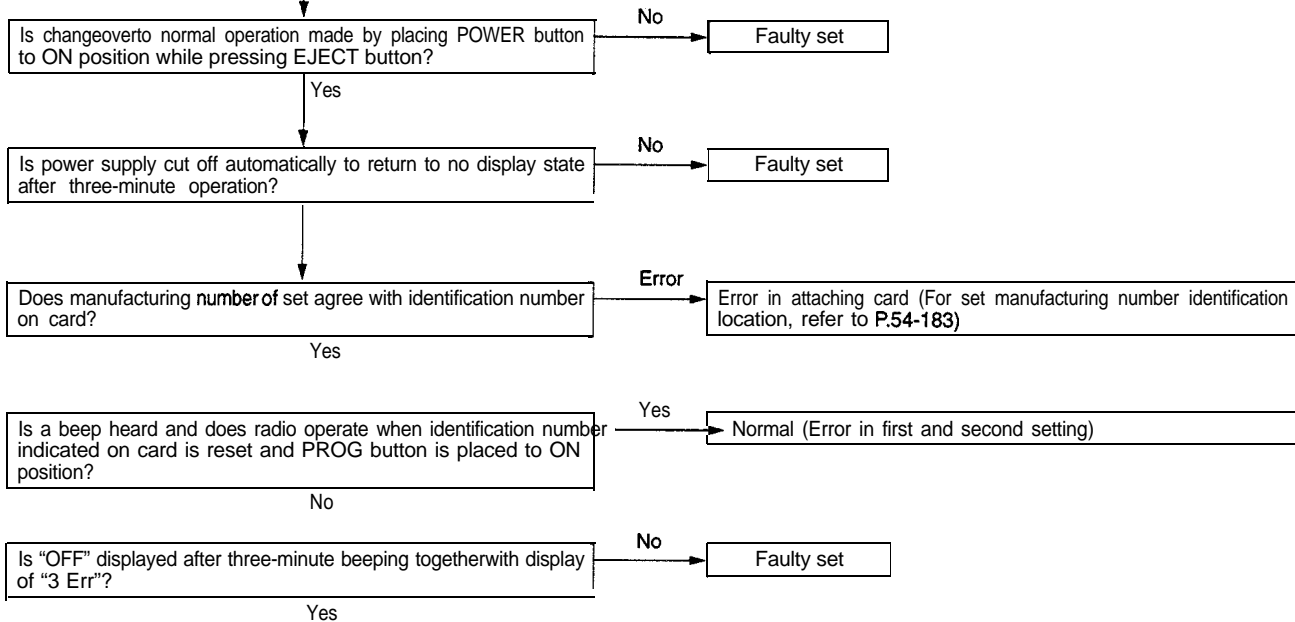 No
Is changeoverto normal operation made by placing POWER button
to ON position while pressing EJECT button?
Faulty set
Yes
No
Is power supply cut off automatically to return to no display state
after three-minute operation?
Faulty set
Error
Does manufacturing number of set agree with identification number
on card?
Error in attaching card (For set manufacturing number identification
location, refer to P.54-183)
Yes
Yes
Is a beep heard and does radio operate when identification number
indicated on card is reset and PROG button is placed to ON
position?
Normal (Error in first and second setting)
No
No
Is “OFF” displayed after three-minute beeping togetherwith display
of “3 Err”?
Faulty set
Yes